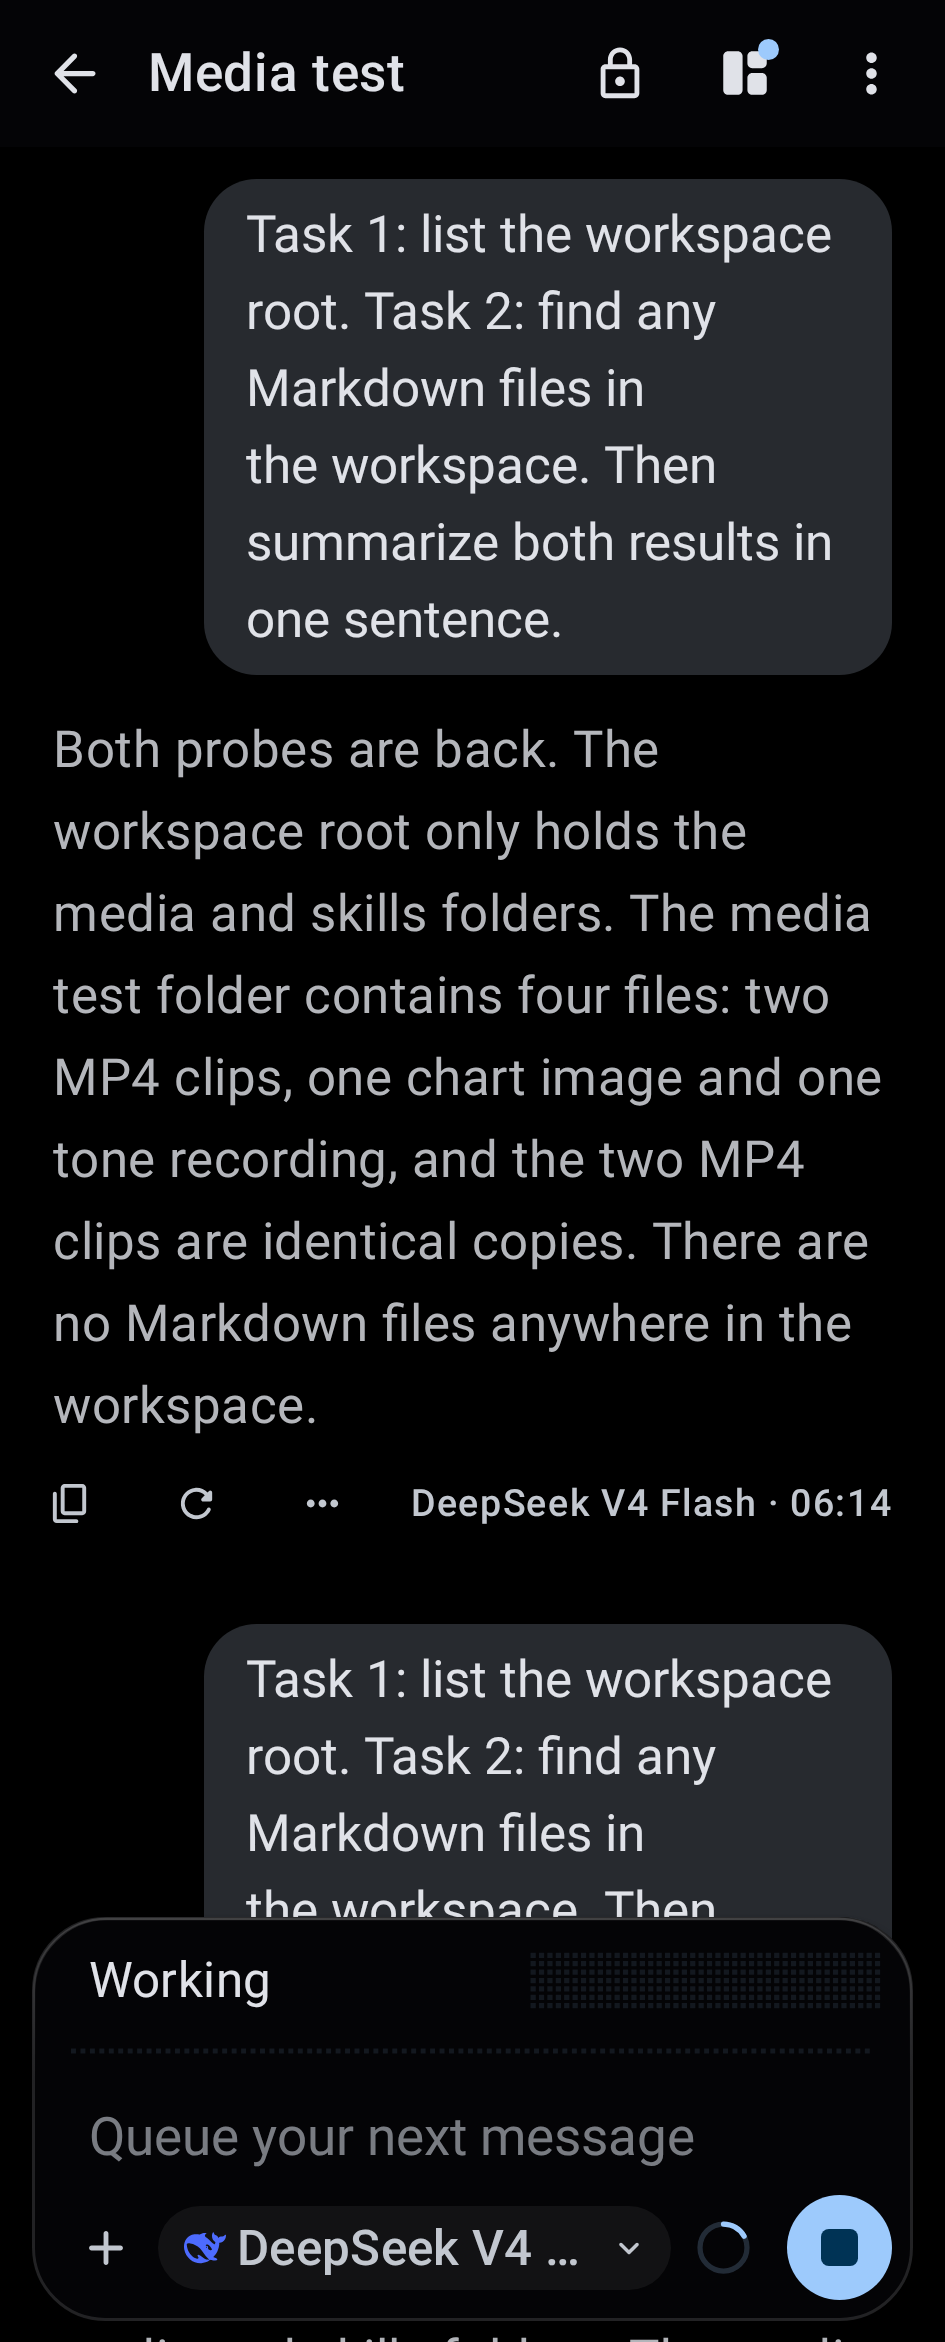 Media test
Task 1: list the workspace
root. Task 2: find any
Markdown files in
the workspace. Then
summarize both results in
one sentence.
Both probes are back. The
workspace root only holds the
media and skills folders. The media
test folder contains four files: two
MP4 clips, one chart image and one
tone recording, and the two MP4
clips are identical copies. There are
no Markdown files anywhere in the
workspace.
DeepSeek V4 Flash · 06:14
Task 1: list the workspace
root. Task 2: find any
Markdown files in
the workspace. Then
Working
Queue your next message
DeepSeek V4 ...